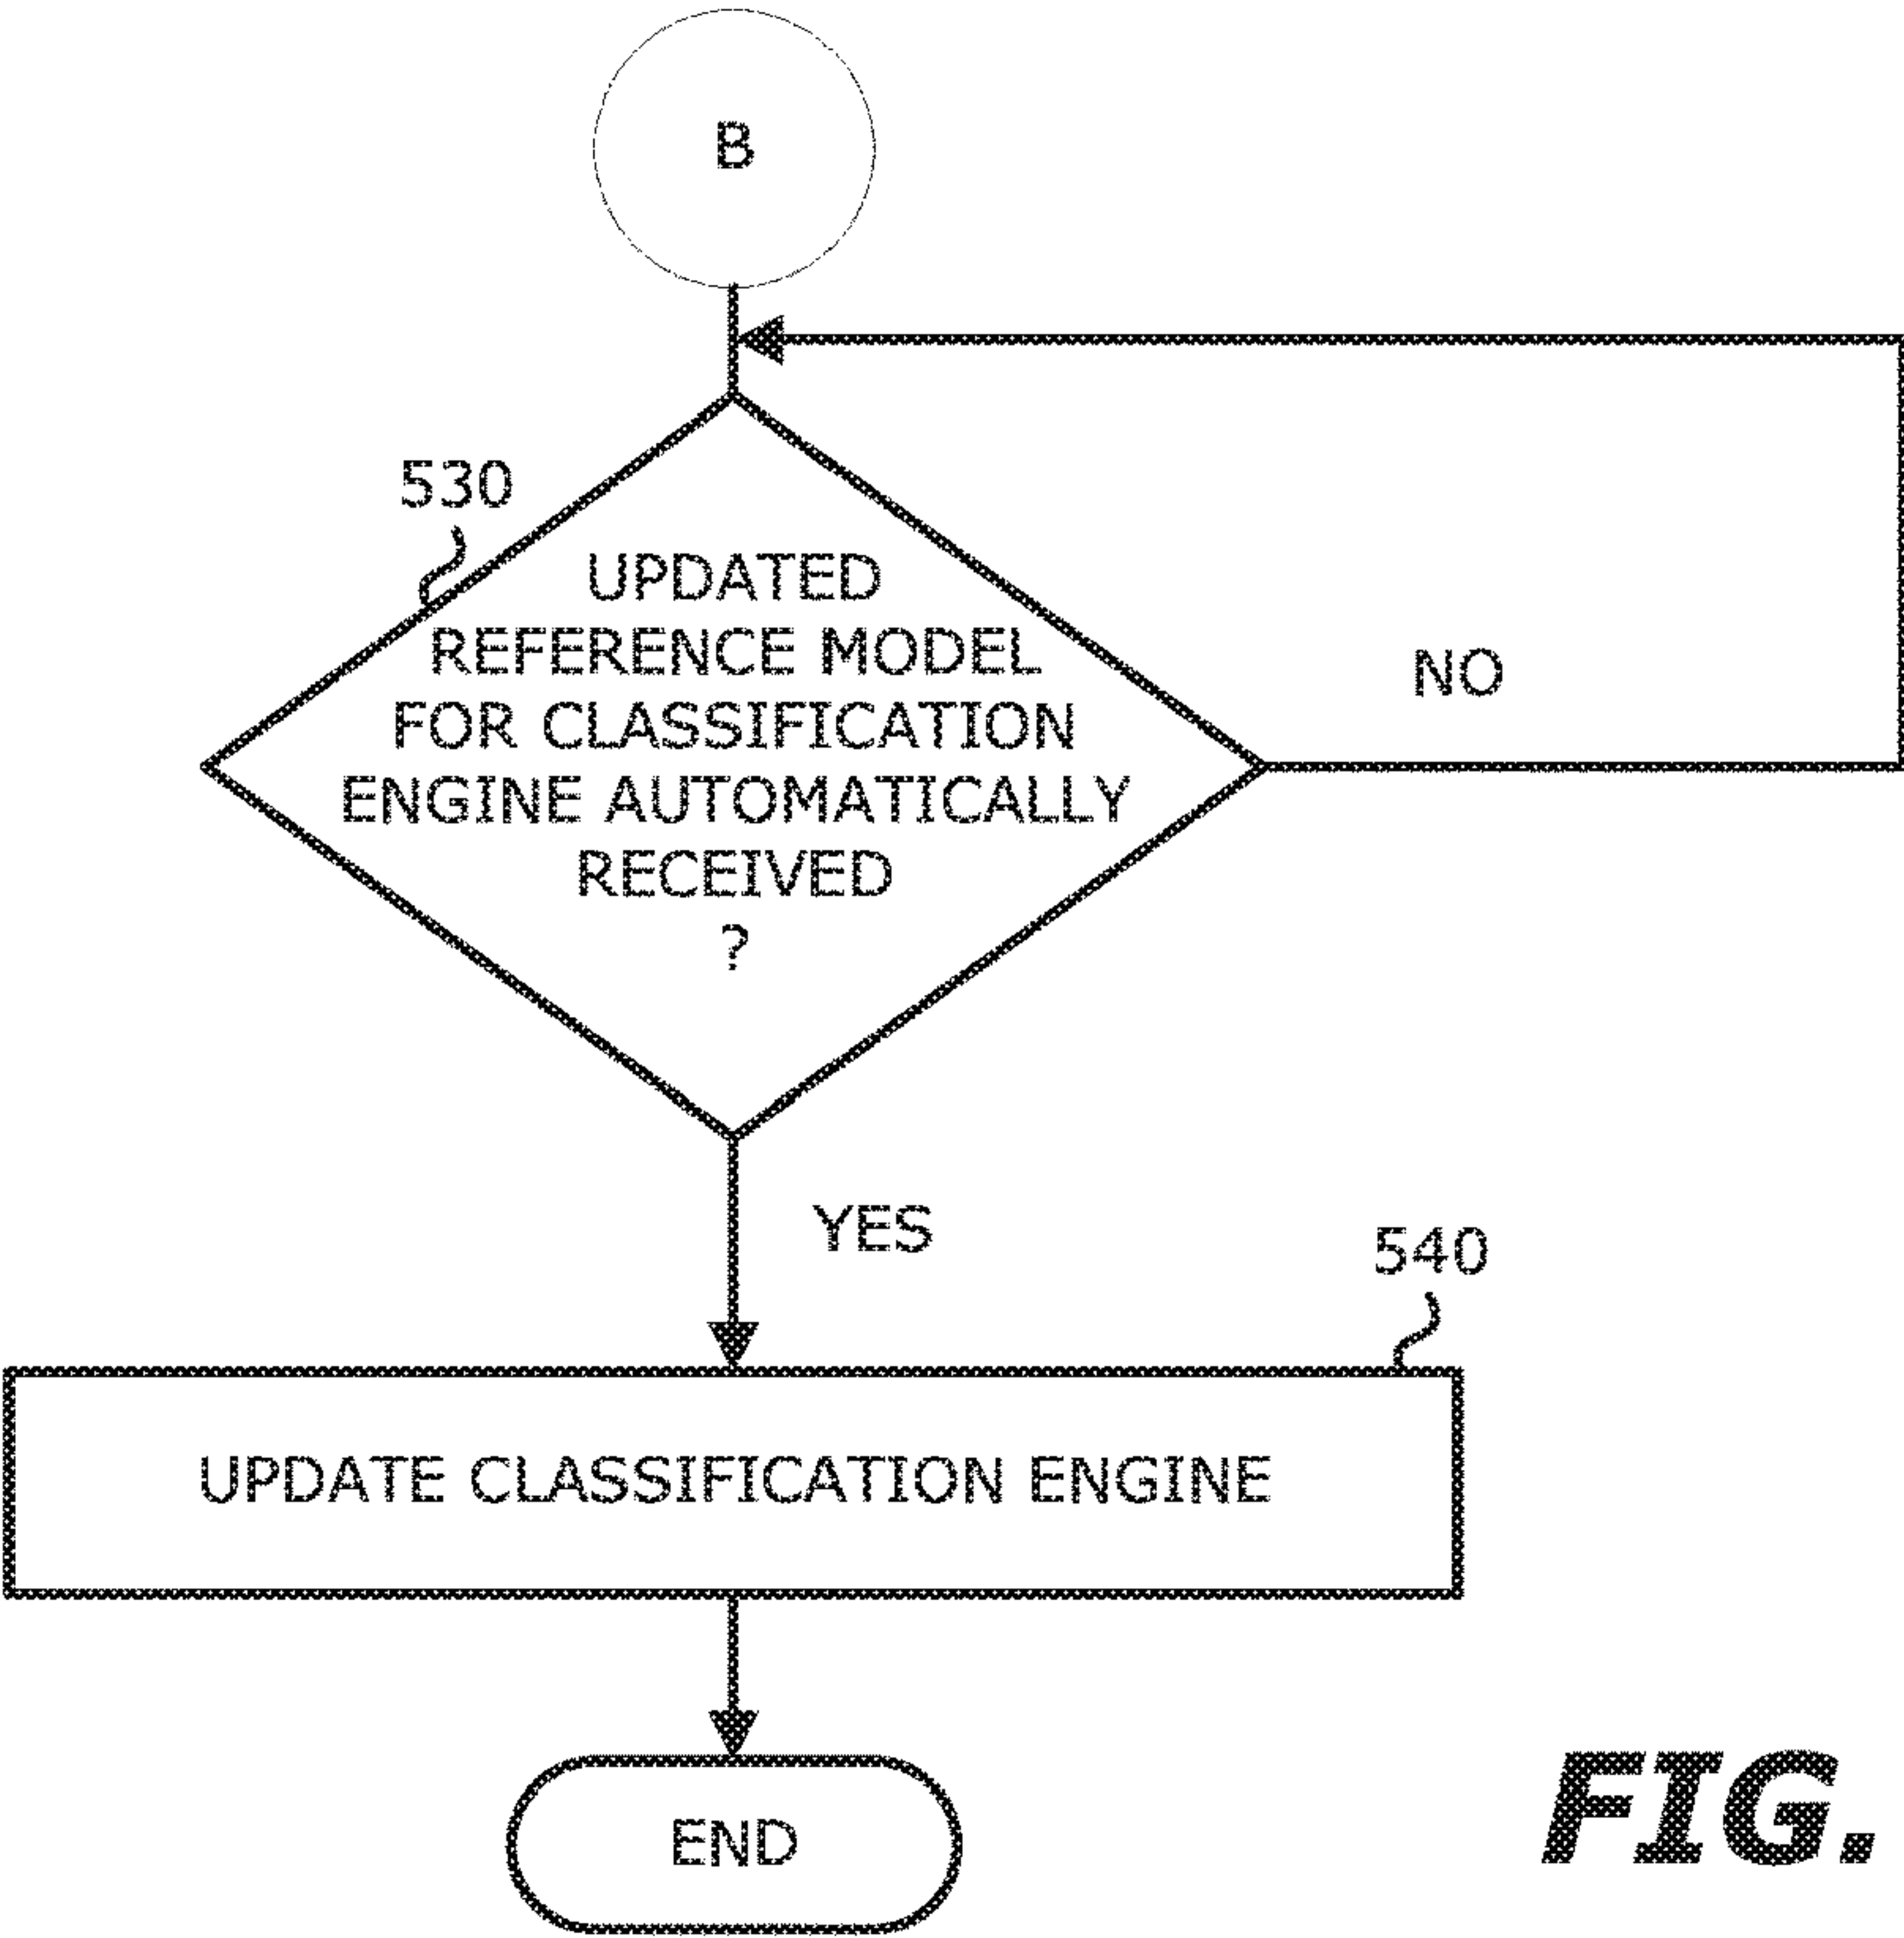 B
530
UPDATED
REFERENCE MODEL
FOR CLASSIFICATION
ENGINE AUTOMATICALLY
RECEIVED
?
NO
YES
540
UPDATE CLASSIFICATION ENGINE
END
FIG.